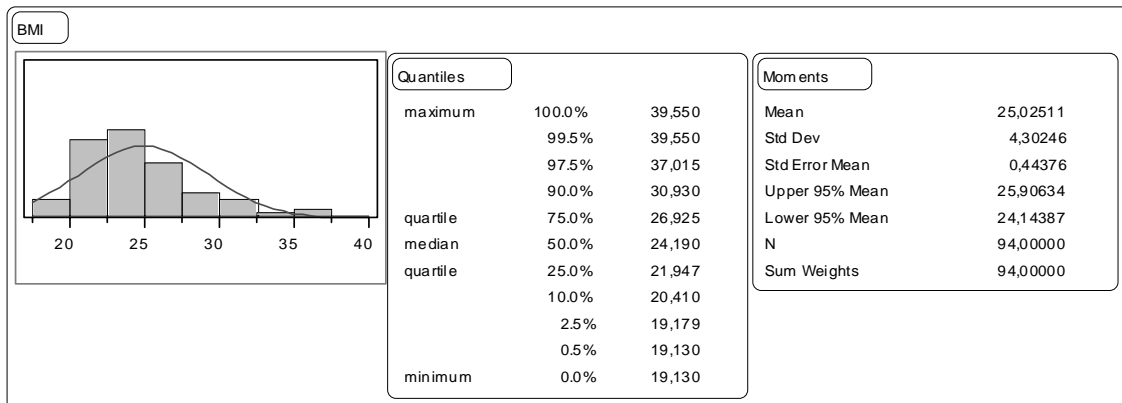 BMI
20 25 30 35 40
Quantiles
maximum 100.0% 39,550
99.5% 39,550
97.5% 37,015
90.0% 30,930
quartile 75.0% 26,925
median 50.0% 24,190
quartile 25.0% 21,947
10.0% 20,410
2.5% 19,179
0.5% 19,130
minimum 0.0% 19,130
Moments
Mean 25,02511
Std Dev 4,30246
Std Error Mean 0,44376
Upper 95% Mean 25,90634
Lower 95% Mean 24,14387
N 94,00000
Sum Weights 94,00000